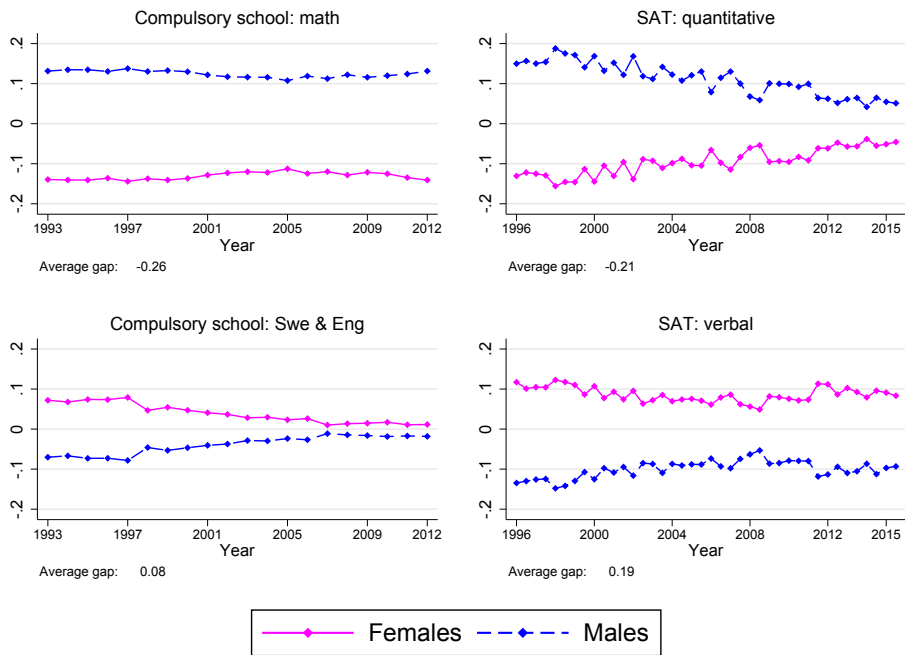 Compulsory school: math
.2
.1
0
-.1
-.2
1993 1997 2001 2005 2009 2012
Year
Average gap: -0.26
SAT: quantitative
.2
.1
0
-.1
-.2
1996 2000 2004 2008 2012 2015
Year
Average gap: -0.21
Compulsory school: Swe & Eng
.2
.1
0
-.1
-.2
1993 1997 2001 2005 2009 2012
Year
Average gap: 0.08
SAT: verbal
.2
.1
0
-.1
-.2
1996 2000 2004 2008 2012 2015
Year
Average gap: 0.19
Females Males